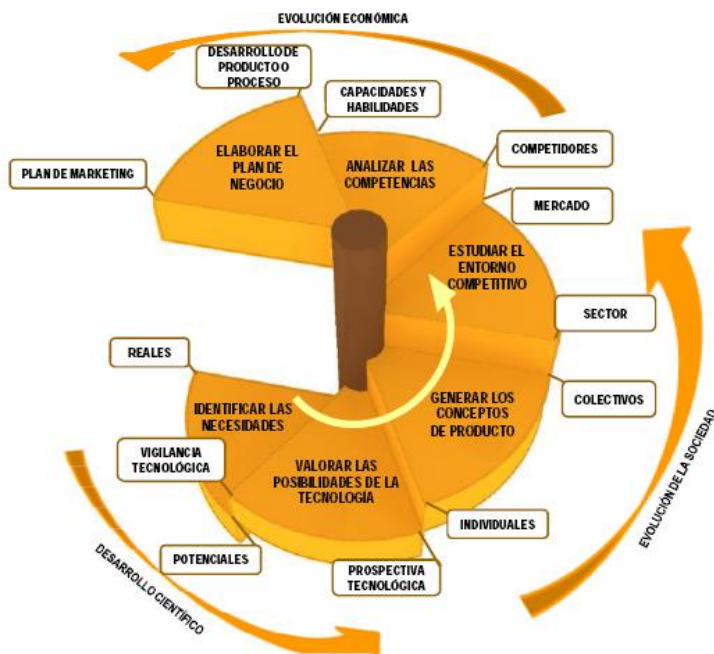 EVOLUCIÓN ECONÓMICA
DESARROLLO DE
PRODUCTO O
PROCESO
CAPACIDADES Y
HABILIDADES
ELABORAR EL
PLAN DE
NEGOCIO
ANALIZAR LAS
COMPETENCIAS
COMPETIDORES
PLAN DE MARKETING
MERCADO
ESTUDIAR EL
ENTORNO
COMPETITIVO
SECTOR
REALES
COLECTIVOS
GENERAR LOS
CONCEPTOS
DE PRODUCTO
IDENTIFICAR LAS
NECESIDADES
VIGILANCIA
TECNOLÓGICA
VALORAR LAS
POSIBILIDADES DE LA
TECNOLOGÍA
INDIVIDUALES
POTENCIALES
PROSPECTIVA
TECNOLÓGICA
EVOLUCIÓN DE LA SOCIEDAD
DESARROLLO CIENTÍFICO